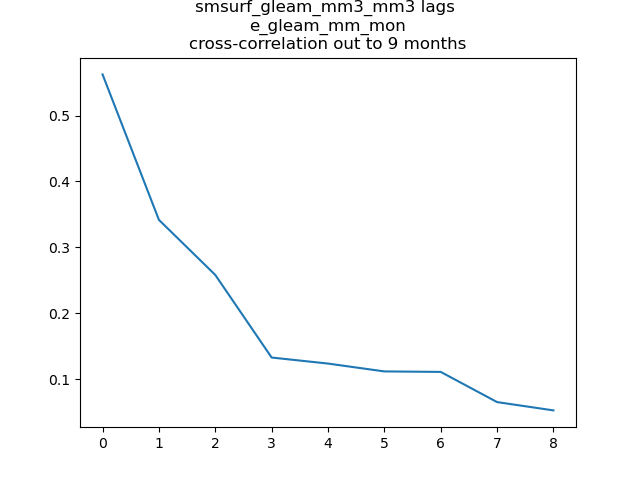 smsurf_gleam_mm3_mm3 lags
e_gleam_mm_mon
cross-correlation out to 9 months
0.5
0.4
0.3
0.2
0.1
0 1 2 3 4 5 6 7 8